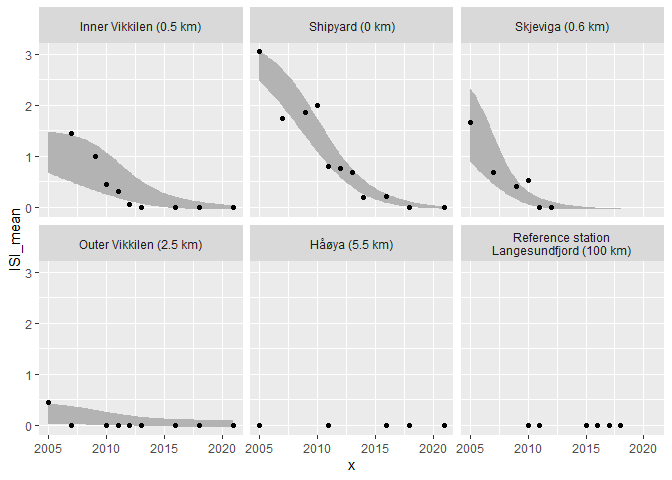 Inner Vikkilen (0.5 km)
Shipyard (0 km)
Skjeviga (0.6 km)
3
2
1
0
Outer Vikkilen (2.5 km)
Håøya (5.5 km)
Reference station
Langesundfjord (100 km)
3
2
1
0
ISI_mean
2005 2010 2015 2020
2005 2010 2015 2020
2005 2010 2015 2020
x